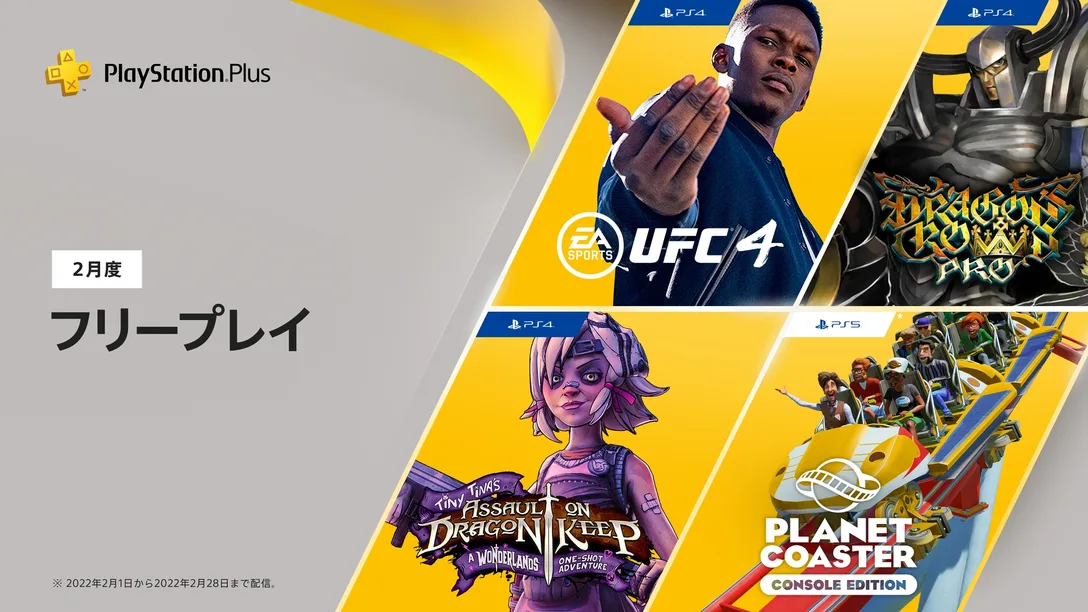 PlayStation.Plus
2月度
フリープレイ
※ 2022年2月1日から2022年2月28日まで配信。
PS4
EA
SPORTS
UFC 4
PS4
DRAGON'S
CROWN
PRO
PS4
TINY TINA'S
ASSAULT ON
DRAGON KEEP
A WONDERLANDS
ONE-SHOT
ADVENTURE
PS5
PLANET
COASTER
CONSOLE EDITION